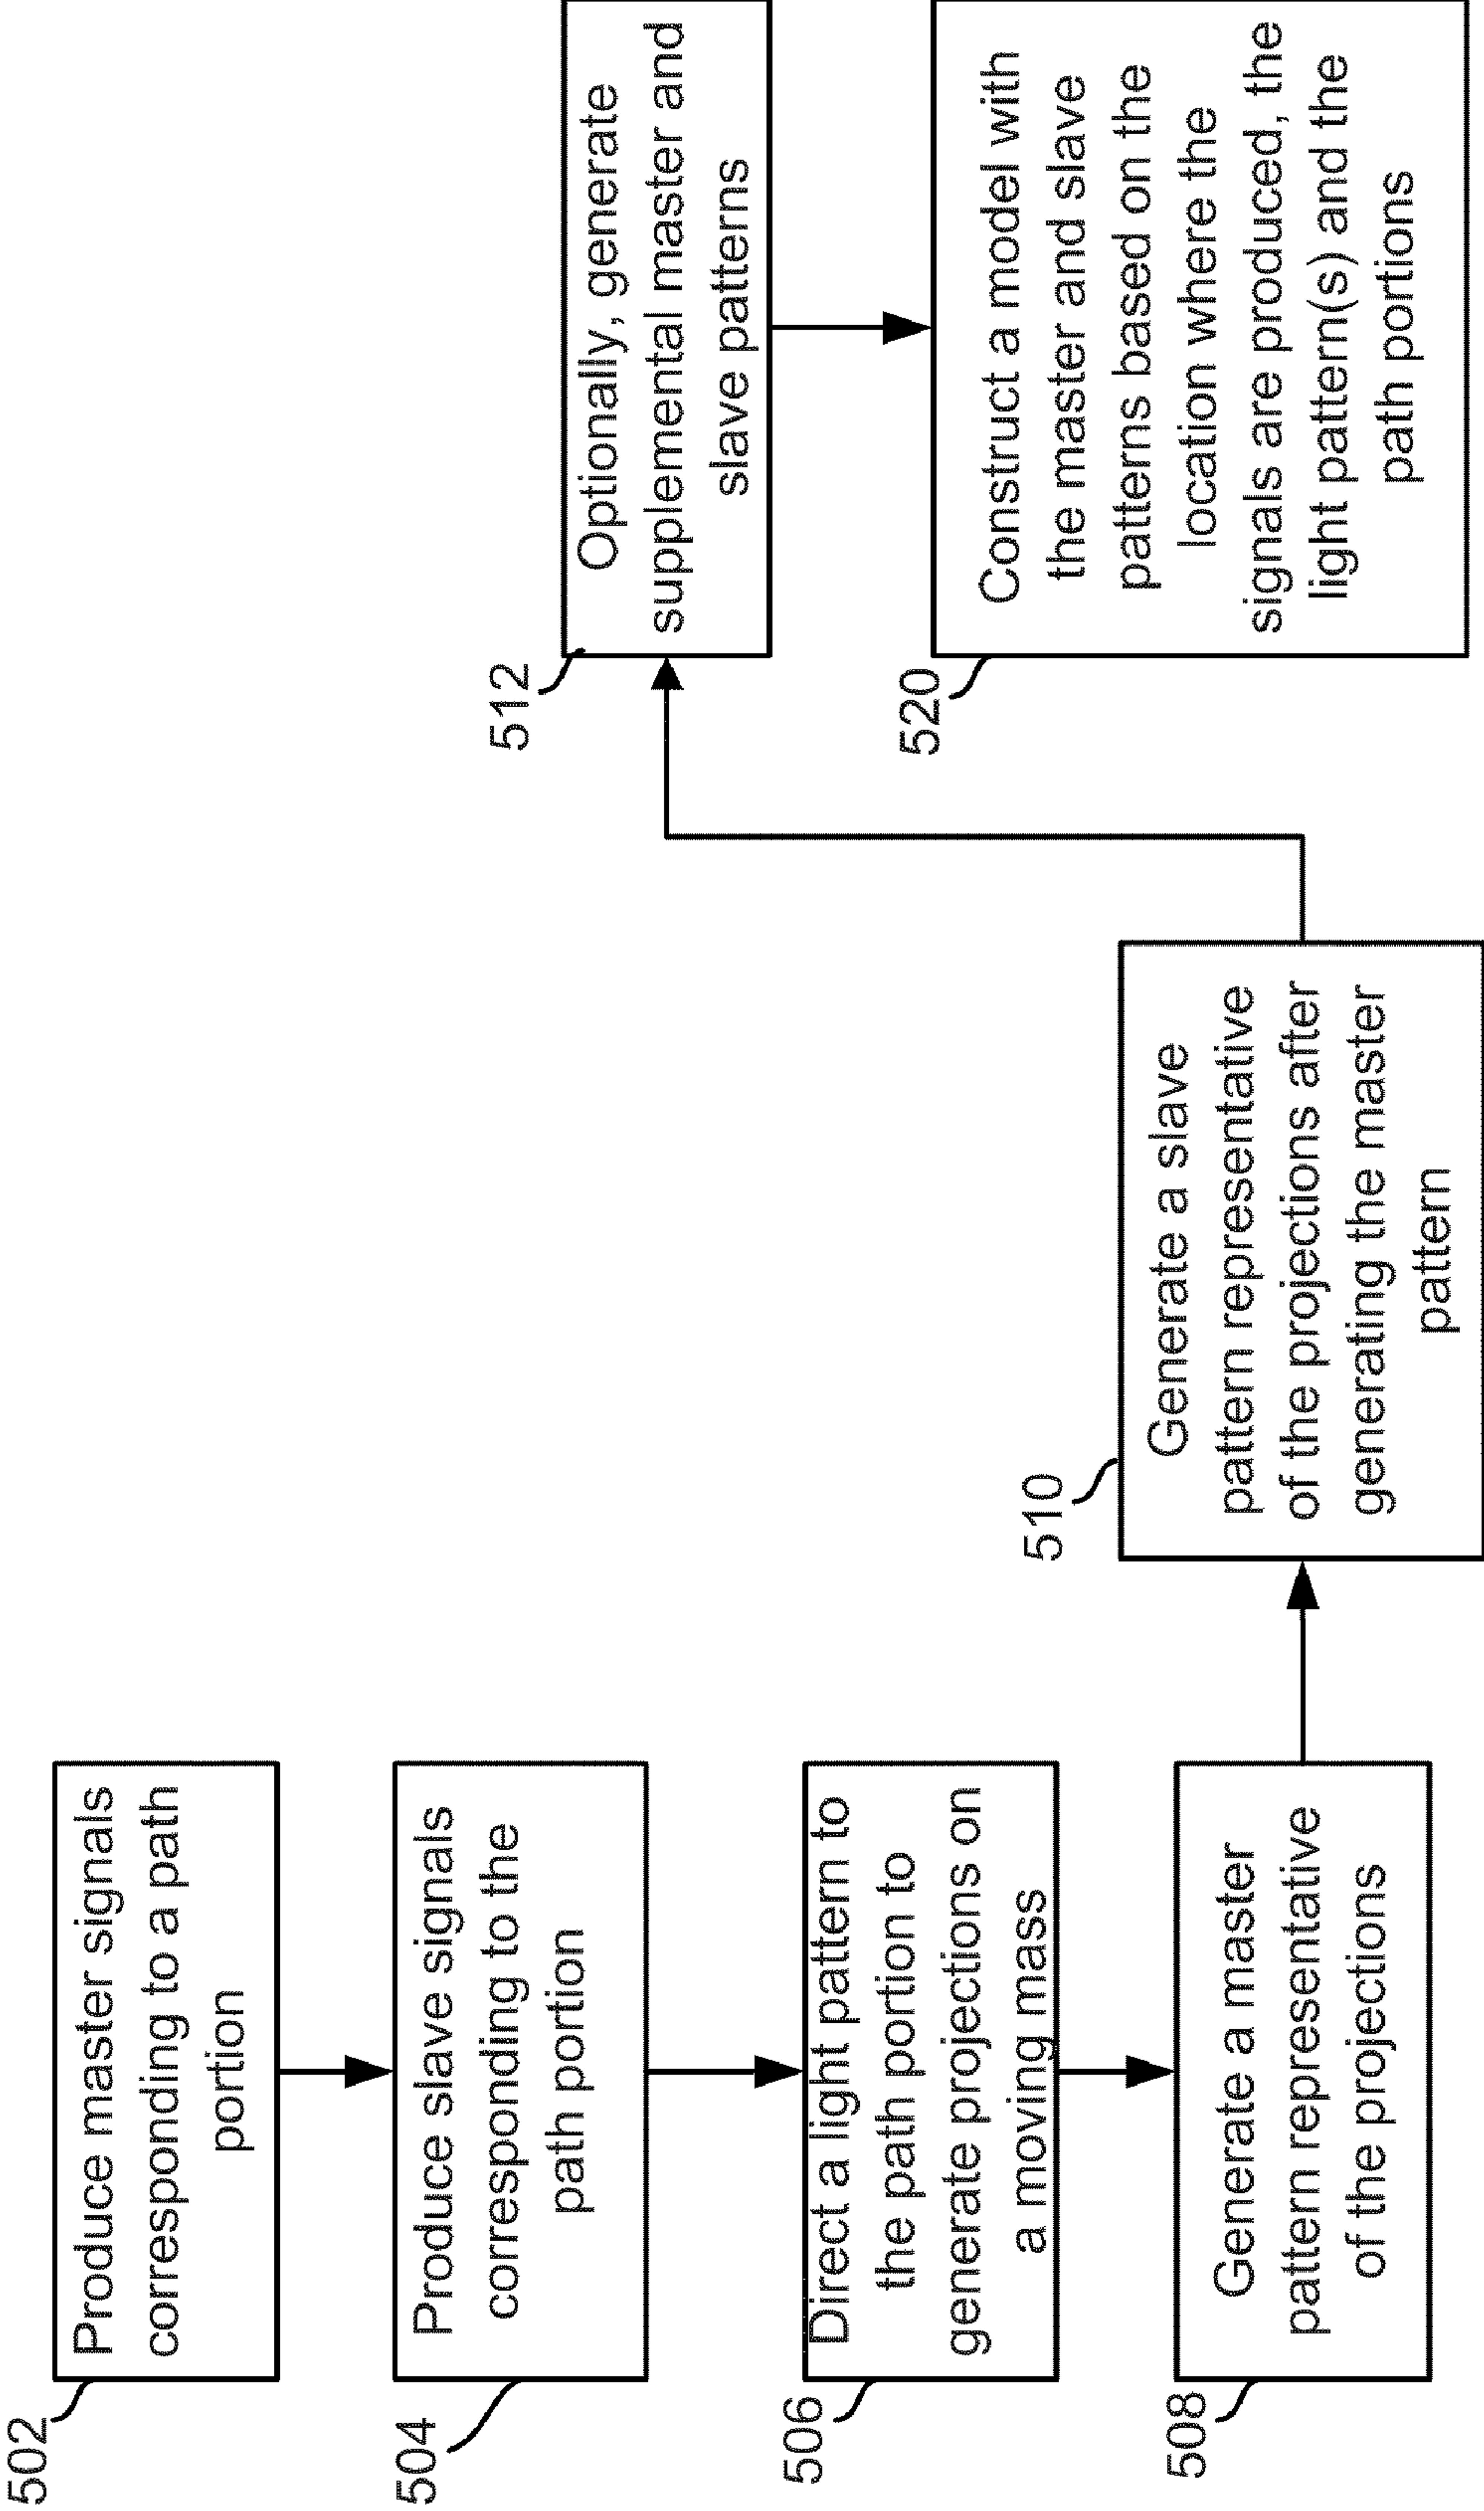 502
Produce master signals
corresponding to a path
portion
504
Produce slave signals
corresponding to the
path portion
506
Direct a light pattern to
the path portion to
generate projections on
a moving mass
508
Generate a master
pattern representative
of the projections
510
Generate a slave
pattern representative
of the projections after
generating the master
pattern
512
Optionally, generate
supplemental master and
slave patterns
520
Construct a model with
the master and slave
patterns based on the
location where the
signals are produced, the
light pattern(s) and the
path portions